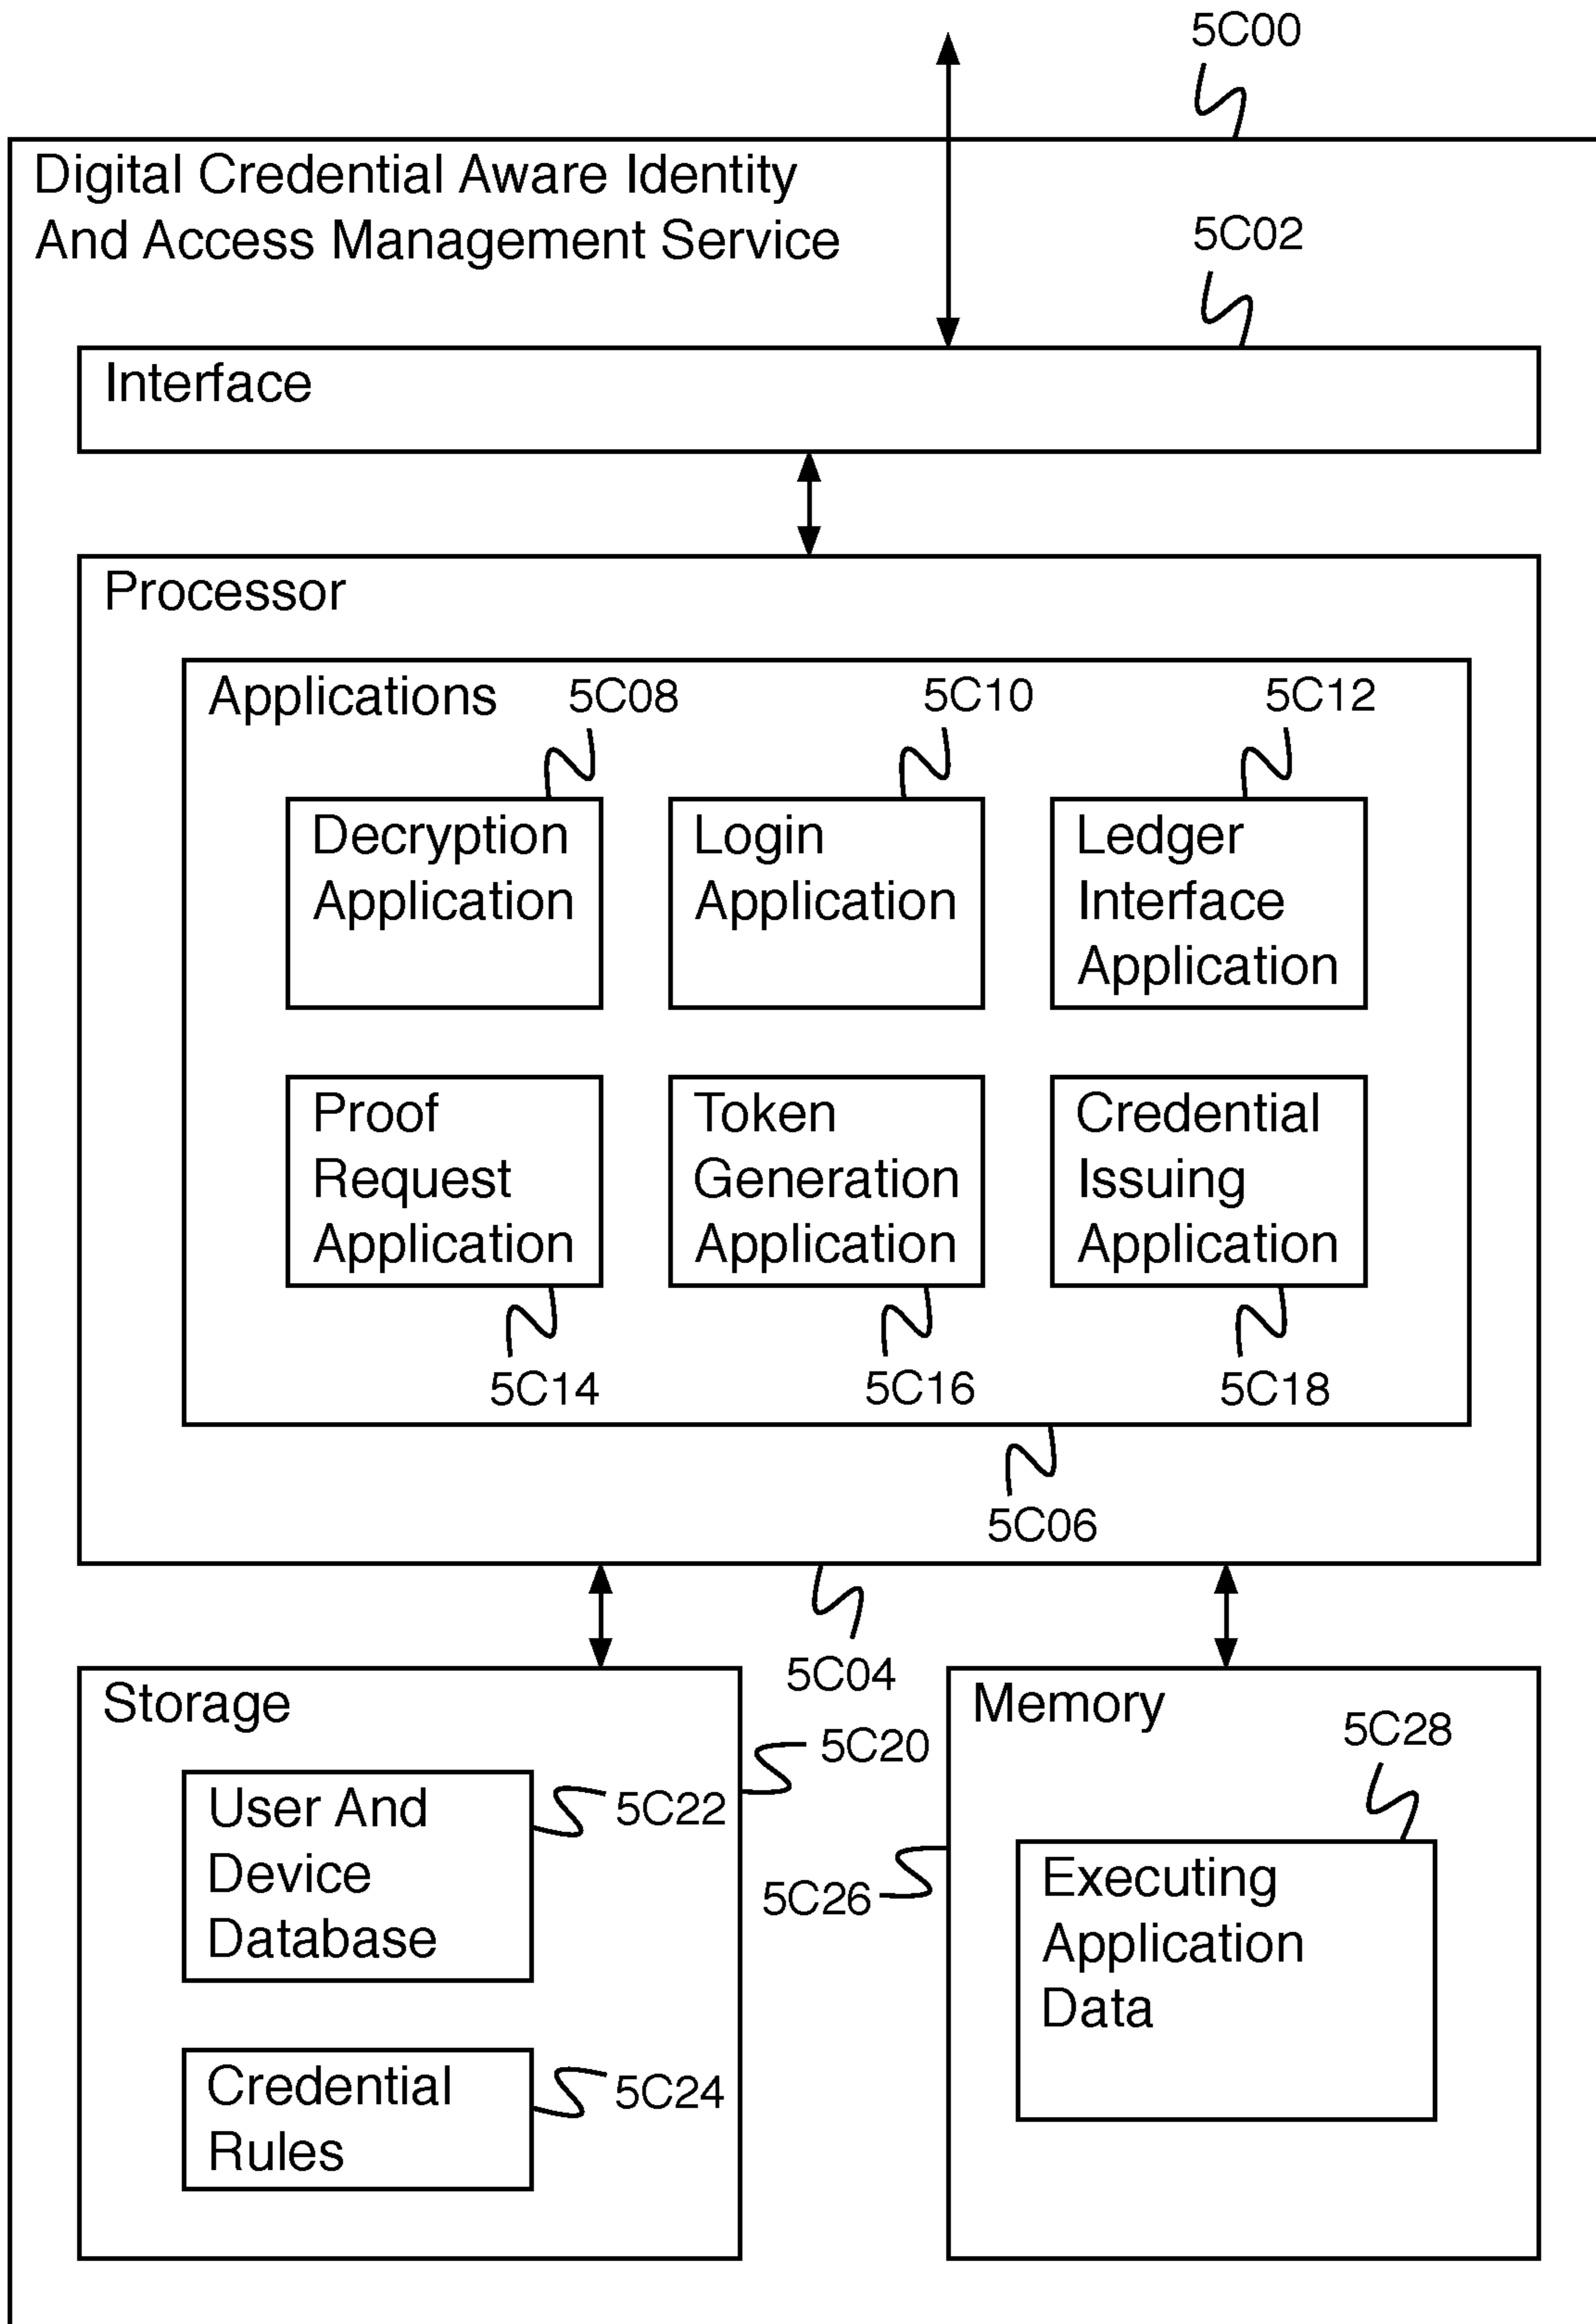 5C00
Digital Credential Aware Identity
And Access Management Service
5C02
Interface
Processor
Applications
5C08
5C10
5C12
Decryption
Application
Login
Application
Ledger
Interface
Application
Proof
Request
Application
Token
Generation
Application
Credential
Issuing
Application
5C14
5C16
5C18
5C06
5C04
Storage
5C20
User And
Device
Database
5C22
Credential
Rules
5C24
Memory
5C28
5C26
Executing
Application
Data